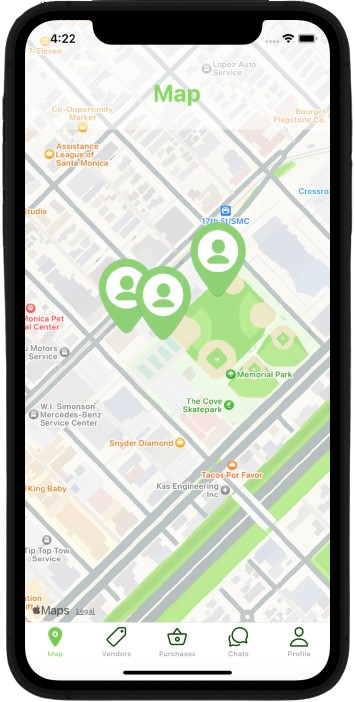 4:22
7-Eleven
Lopez Auto
Service
Map
Co-Opportunity
Market
Bourget
Flagstone Co.
Assistance
League of
Santa Monica
Crossro
Studio
17th St/SMC
Monica Pet
al Center
Motors
Service
Memorial Park
The Cove
Skatepark
W.I. Simonson
Mercedes-Benz
Service Center
Snyder Diamond
Tacos Por Favor
Kas Engineering
Inc
King Baby
Tip Top Tow
Service
ation
Maps
Legal
Map
Vendors
Purchases
Chats
Profile